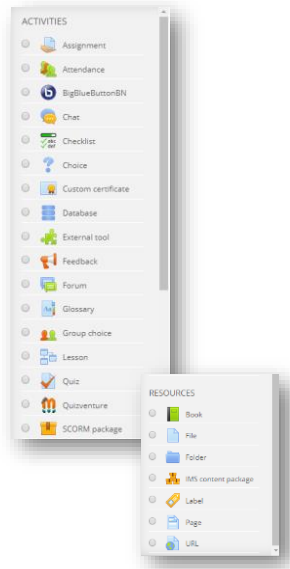 ACTIVITIES
Assignment
Attendance
BigBlueButtonBN
Chat
Checklist
Choice
Custom certificate
Database
External tool
Feedback
Forum
Glossary
Group choice
Lesson
Quiz
Quizventure
SCORM package
RESOURCES
Book
File
Folder
IMS content package
Label
Page
URL